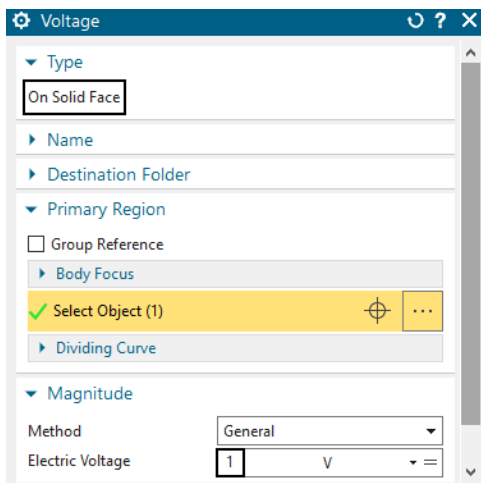 Voltage ?
Type
On Solid Face
Name
Destination Folder
Primary Region
Group Reference
Body Focus
Select Object (1)
Dividing Curve
Magnitude
Method General
Electric Voltage 1 V =